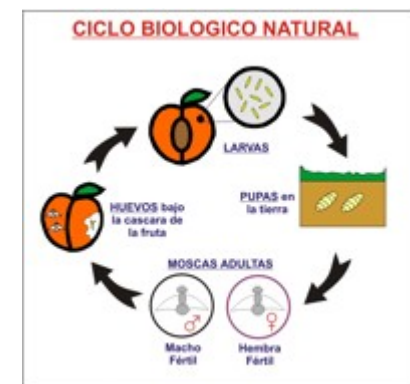 CICLO BIOLOGICO NATURAL
LARVAS
PUPAS en
la tierra
HUEVOS bajo
la cascara de
la fruta
MOSCAS ADULTAS
Macho
Fértil
Hembra
Fértil